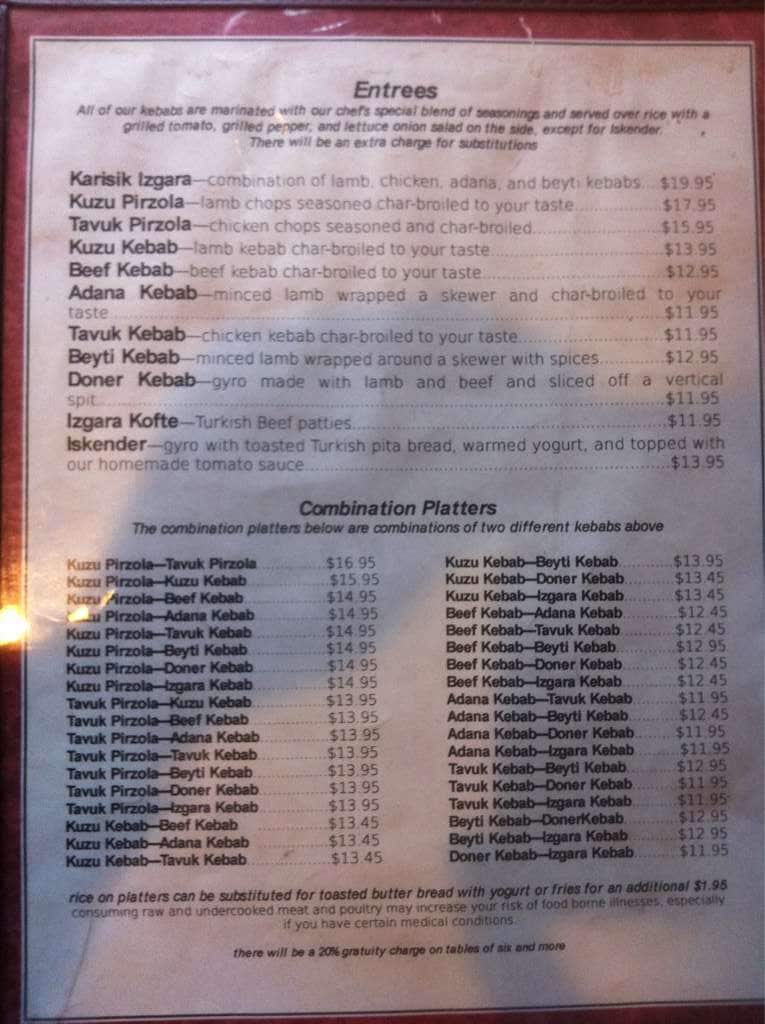 Entrees
All of our kebabs are marinated with our chef's special blend of seasonings and served over rice with a
grilled tomato, grilled pepper, and lettuce onion salad on the side, except for Iskender.
There will be an extra charge for substitutions
Karisik Izgara—combination of lamb, chicken, adana, and beyti kebabs...$19.95
Kuzu Pirzola—lamb chops seasoned char-broiled to your taste...$17.95
Tavuk Pirzola—chicken chops seasoned and char-broiled...$15.95
Kuzu Kebab—lamb kebab char-broiled to your taste...$13.95
Beef Kebab—beef kebab char-broiled to your taste...$12.95
Adana Kebab—minced lamb wrapped a skewer and char-broiled to your
taste...$11.95
Tavuk Kebab—chicken kebab char-broiled to your taste...$11.95
Beyti Kebab—minced lamb wrapped around a skewer with spices...$12.95
Doner Kebab—gyro made with lamb and beef and sliced off a vertical
spit...$11.95
Izgara Kofte—Turkish Beef patties...$11.95
Iskender—gyro with toasted Turkish pita bread, warmed yogurt, and topped with
our homemade tomato sauce...$13.95
Combination Platters
The combination platters below are combinations of two different kebabs above
Kuzu Pirzola—Tavuk Pirzola...$16.95
Kuzu Pirzola—Kuzu Kebab...$15.95
Kuzu Pirzola—Beef Kebab...$14.95
Kuzu Pirzola—Adana Kebab...$14.95
Kuzu Pirzola—Tavuk Kebab...$14.95
Kuzu Pirzola—Beyti Kebab...$14.95
Kuzu Pirzola—Doner Kebab...$14.95
Kuzu Pirzola—Izgara Kebab...$14.95
Tavuk Pirzola—Kuzu Kebab...$13.95
Tavuk Pirzola—Beef Kebab...$13.95
Tavuk Pirzola—Adana Kebab...$13.95
Tavuk Pirzola—Tavuk Kebab...$13.95
Tavuk Pirzola—Beyti Kebab...$13.95
Tavuk Pirzola—Doner Kebab...$13.95
Tavuk Pirzola—Izgara Kebab...$13.95
Kuzu Kebab—Beef Kebab...$13.45
Kuzu Kebab—Adana Kebab...$13.45
Kuzu Kebab—Tavuk Kebab...$13.45
Kuzu Kebab—Beyti Kebab...$13.95
Kuzu Kebab—Doner Kebab...$13.45
Kuzu Kebab—Izgara Kebab...$13.45
Beef Kebab—Adana Kebab...$12.45
Beef Kebab—Tavuk Kebab...$12.45
Beef Kebab—Beyti Kebab...$12.95
Beef Kebab—Doner Kebab...$12.45
Beef Kebab—Izgara Kebab...$12.45
Adana Kebab—Tavuk Kebab...$11.95
Adana Kebab—Beyti Kebab...$12.45
Adana Kebab—Doner Kebab...$11.95
Adana Kebab—Izgara Kebab...$11.95
Tavuk Kebab—Beyti Kebab...$12.95
Tavuk Kebab—Doner Kebab...$11.95
Tavuk Kebab—Izgara Kebab...$11.95
Beyti Kebab—DonerKebab...$12.95
Beyti Kebab—Izgara Kebab...$12.95
Doner Kebab—Izgara Kebab...$11.95
rice on platters can be substituted for toasted butter bread with yogurt or fries for an additional $1.95
consuming raw and undercooked meat and poultry may increase your risk of food borne illnesses, especially
if you have certain medical conditions.
there will be a 20% gratuity charge on tables of six and more